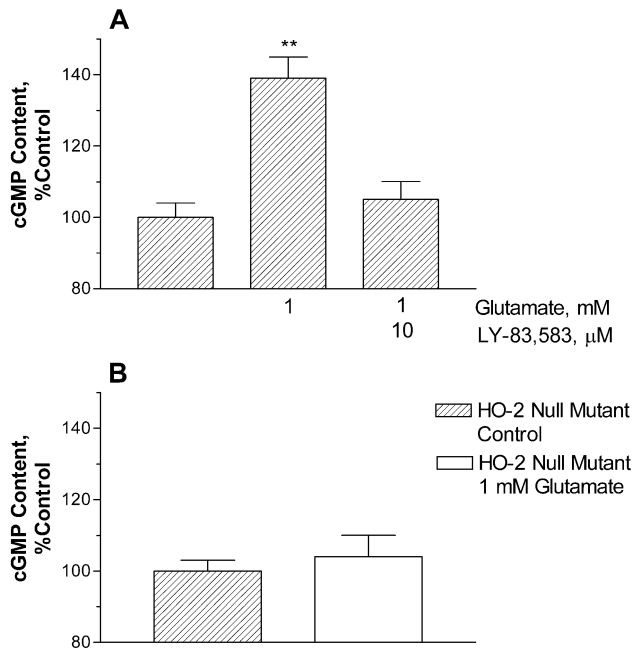 A
**
cGMP Content,
%Control
140
120
100
80
1 1 Glutamate, mM
10 LY-83,583, μM
B
HO-2 Null Mutant
Control
HO-2 Null Mutant
1 mM Glutamate
cGMP Content,
%Control
140
120
100
80